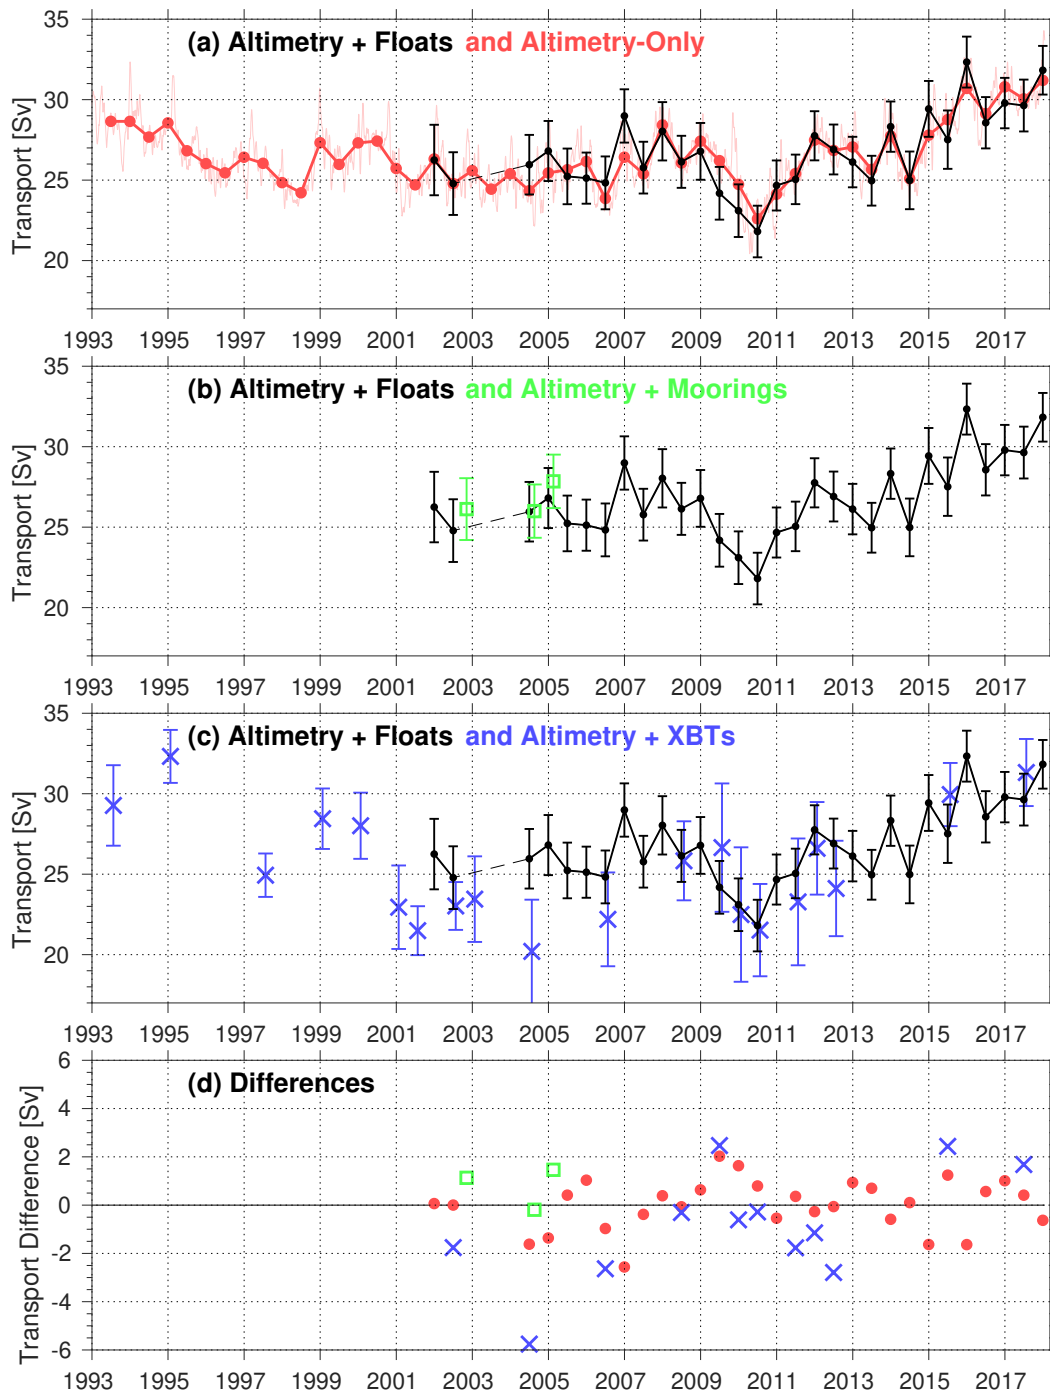 (a) Altimetry + Floats and Altimetry-Only
Transport [Sv]
35
30
25
20
1993 1995 1997 1999 2001 2003 2005 2007 2009 2011 2013 2015 2017
(b) Altimetry + Floats and Altimetry + Moorings
Transport [Sv]
35
30
25
20
1993 1995 1997 1999 2001 2003 2005 2007 2009 2011 2013 2015 2017
(c) Altimetry + Floats and Altimetry + XBTs
Transport [Sv]
35
30
25
20
1993 1995 1997 1999 2001 2003 2005 2007 2009 2011 2013 2015 2017
(d) Differences
Transport Difference [Sv]
6
4
2
0
-2
-4
-6
1993 1995 1997 1999 2001 2003 2005 2007 2009 2011 2013 2015 2017